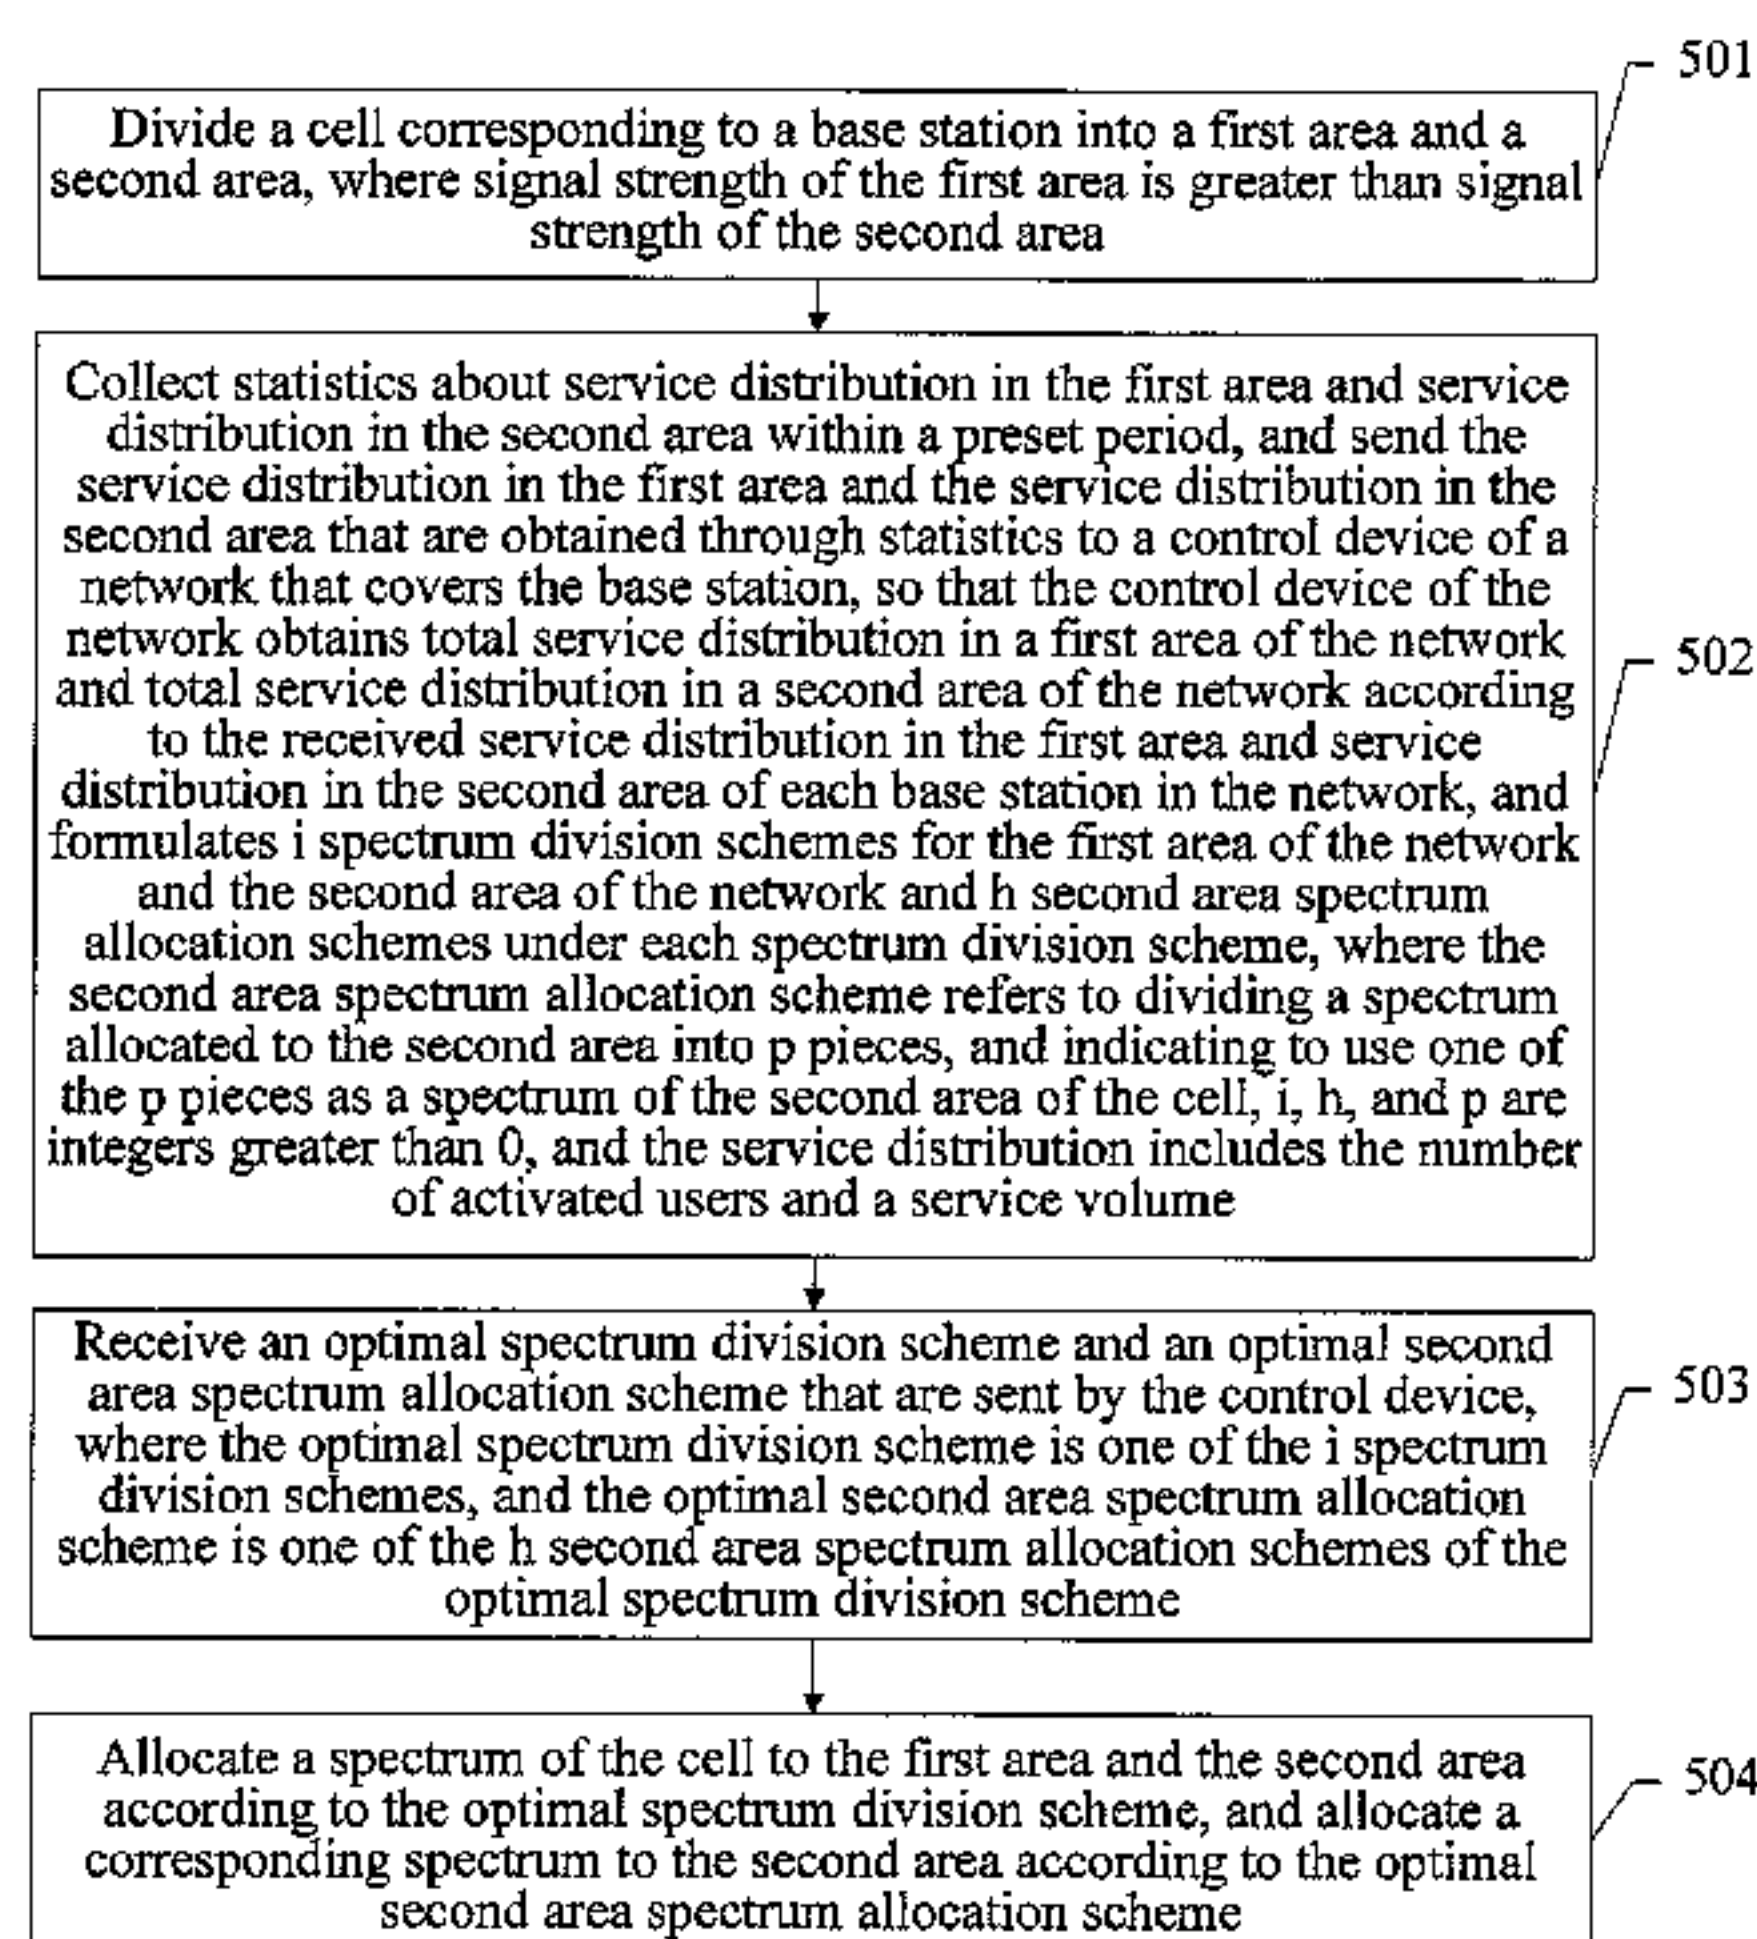 501
Divide a cell corresponding to a base station into a first area and a
second area, where signal strength of the first area is greater than signal
strength of the second area
Collect statistics about service distribution in the first area and service
distribution in the second area within a preset period, and send the
service distribution in the first area and the service distribution in the
second area that are obtained through statistics to a control device of a
network that covers the base station, so that the control device of the
network obtains total service distribution in a first area of the network
and total service distribution in a second area of the network according
to the received service distribution in the first area and service
distribution in the second area of each base station in the network, and
formulates i spectrum division schemes for the first area of the network
and the second area of the network and h second area spectrum
allocation schemes under each spectrum division scheme, where the
second area spectrum allocation scheme refers to dividing a spectrum
allocated to the second area into p pieces, and indicating to use one of
the p pieces as a spectrum of the second area of the cell, i, h, and p are
integers greater than 0, and the service distribution includes the number
of activated users and a service volume
502
Receive an optimal spectrum division scheme and an optimal second
area spectrum allocation scheme that are sent by the control device,
where the optimal spectrum division scheme is one of the i spectrum
division schemes, and the optimal second area spectrum allocation
scheme is one of the h second area spectrum allocation schemes of the
optimal spectrum division scheme
503
Allocate a spectrum of the cell to the first area and the second area
according to the optimal spectrum division scheme, and allocate a
corresponding spectrum to the second area according to the optimal
second area spectrum allocation scheme
504